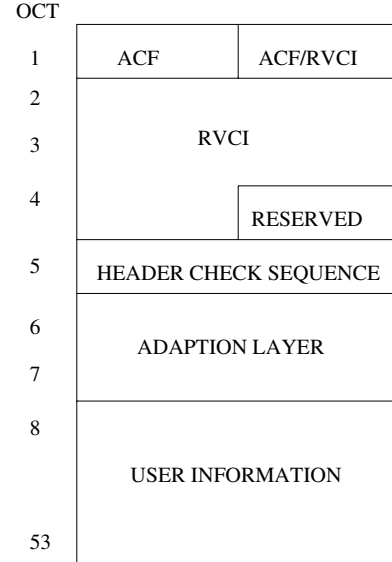 OCT
1 ACF ACF/RVCI
2
3 RVCI
4 RESERVED
5 HEADER CHECK SEQUENCE
6
ADAPTION LAYER
7
8
USER INFORMATION
53